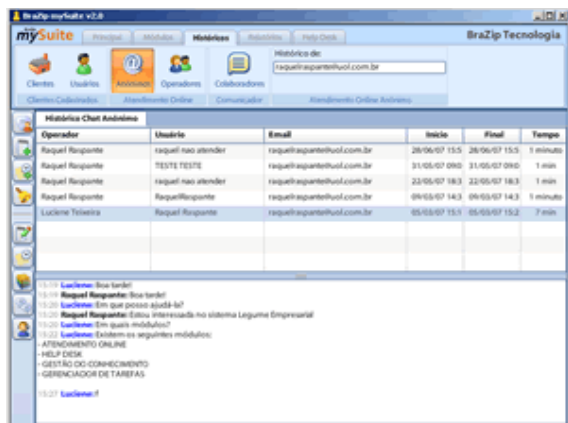 BraZip mySuite v2.0
mySuite Principal Módulos Históricos Relatórios Help Desk BraZip Tecnologia
Histórico de:
raquelraspante@uol.com.br
Clientes Usuários Anônimos Operadores Colaboradores
Clientes Cadastrados Atendimento Online Comunicador Atendimento Online Anônimo
Histórico Chat Anônimo
Operador Usuário Email Início Final Tempo
Raquel Raspante raquel nao atender raquelraspante@uol.com.br 28/06/07 15:5 28/06/07 15:5 1 minuto
Raquel Raspante TESTE TESTE raquelraspante@uol.com.br 31/05/07 09:0 31/05/07 09:0 1 min
Raquel Raspante raquel nao atender raquelraspante@uol.com.br 22/05/07 18:3 22/05/07 18:3 1 min
Raquel Raspante RaquelRaspante raquelraspante@uol.com.br 09/03/07 14:3 09/03/07 14:3 1 minuto
Luciene Teixeira Raquel Raspante raquelraspante@uol.com.br 05/03/07 15:1 05/03/07 15:2 7 min
15:19 Luciene: Boa tarde!
15:19 Raquel Raspante: Boa tarde!
15:20 Luciene: Em que posso ajudá-la?
15:20 Raquel Raspante: Estou interessada no sistema Legume Empresarial
15:20 Luciene: Em quais módulos?
15:22 Luciene: Existem os seguintes módulos:
- ATENDIMENTO ONLINE
- HELP DESK
- GESTÃO DO CONHECIMENTO
- GERENCIADOR DE TAREFAS
15:27 Luciene: f